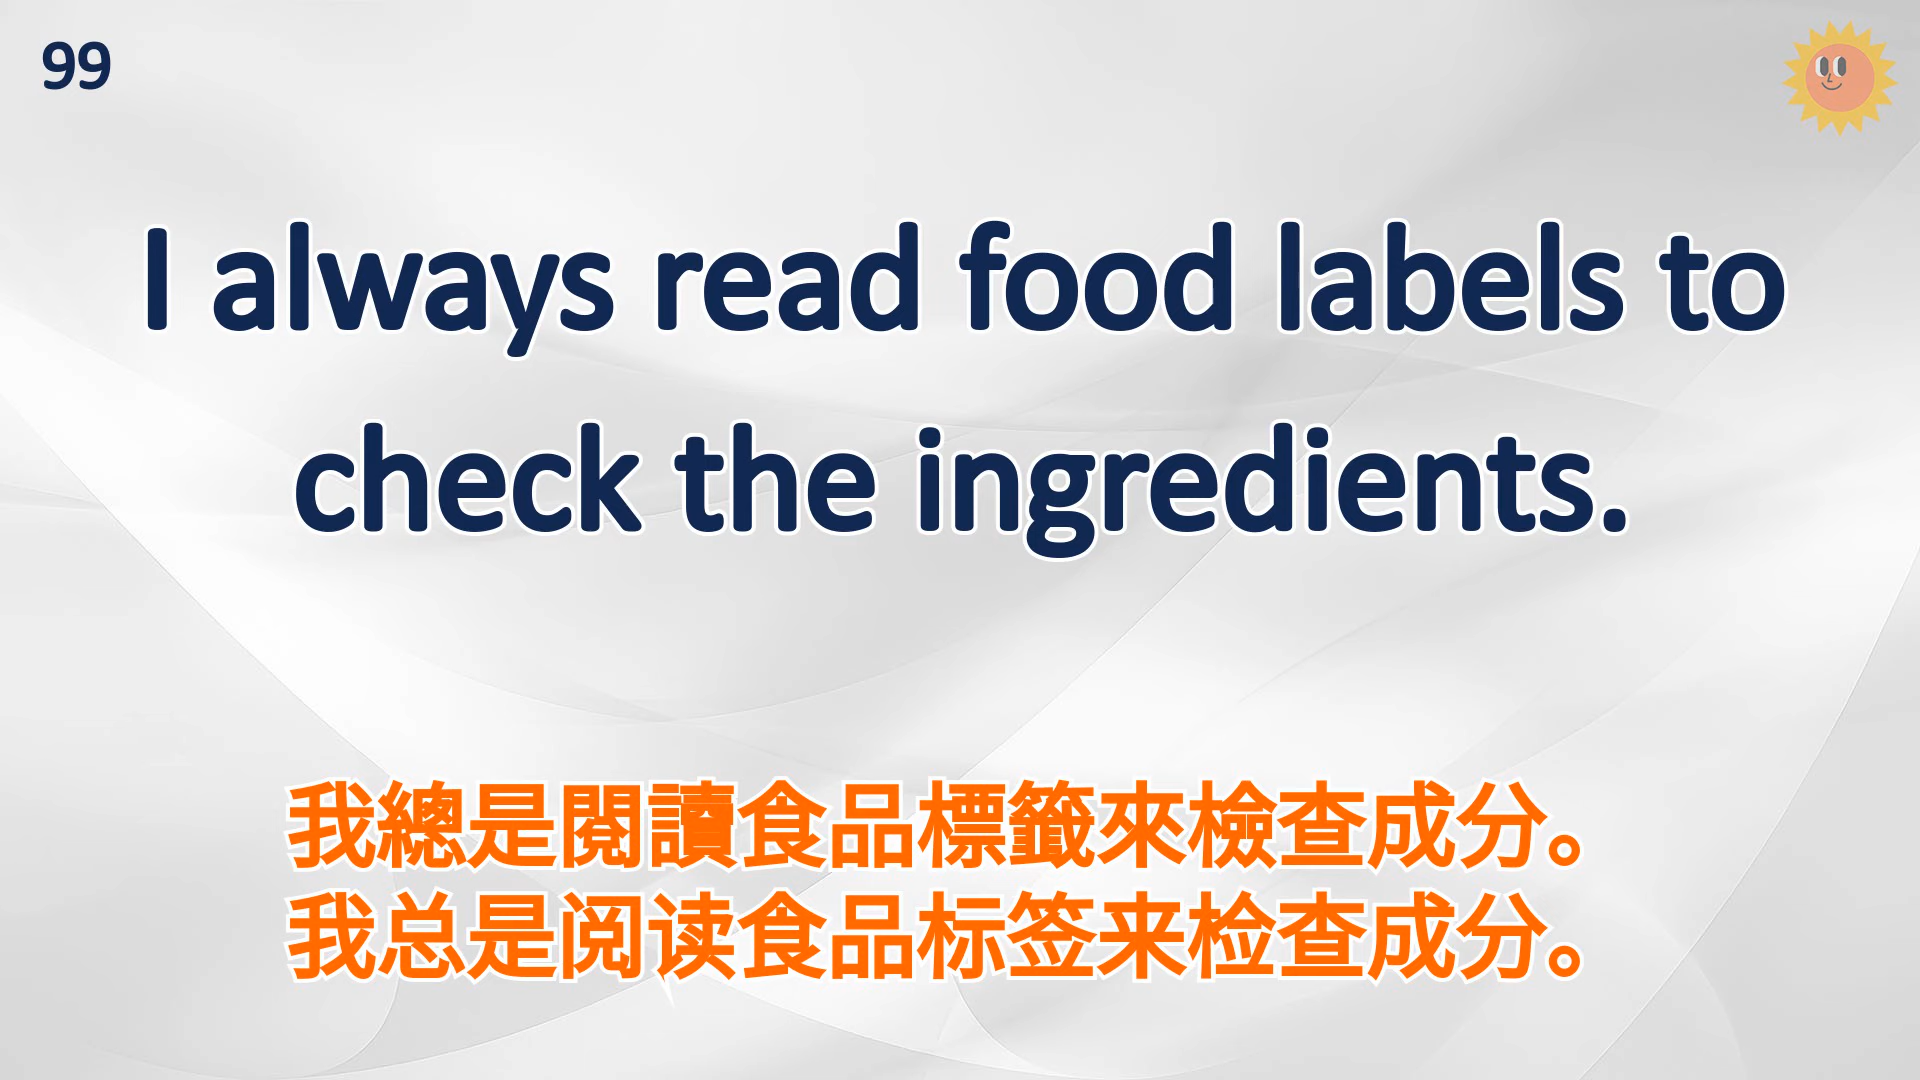 99
I always read food labels to
check the ingredients.
我總是閱讀食品標籤來檢查成分。
我总是阅读食品标签来检查成分。